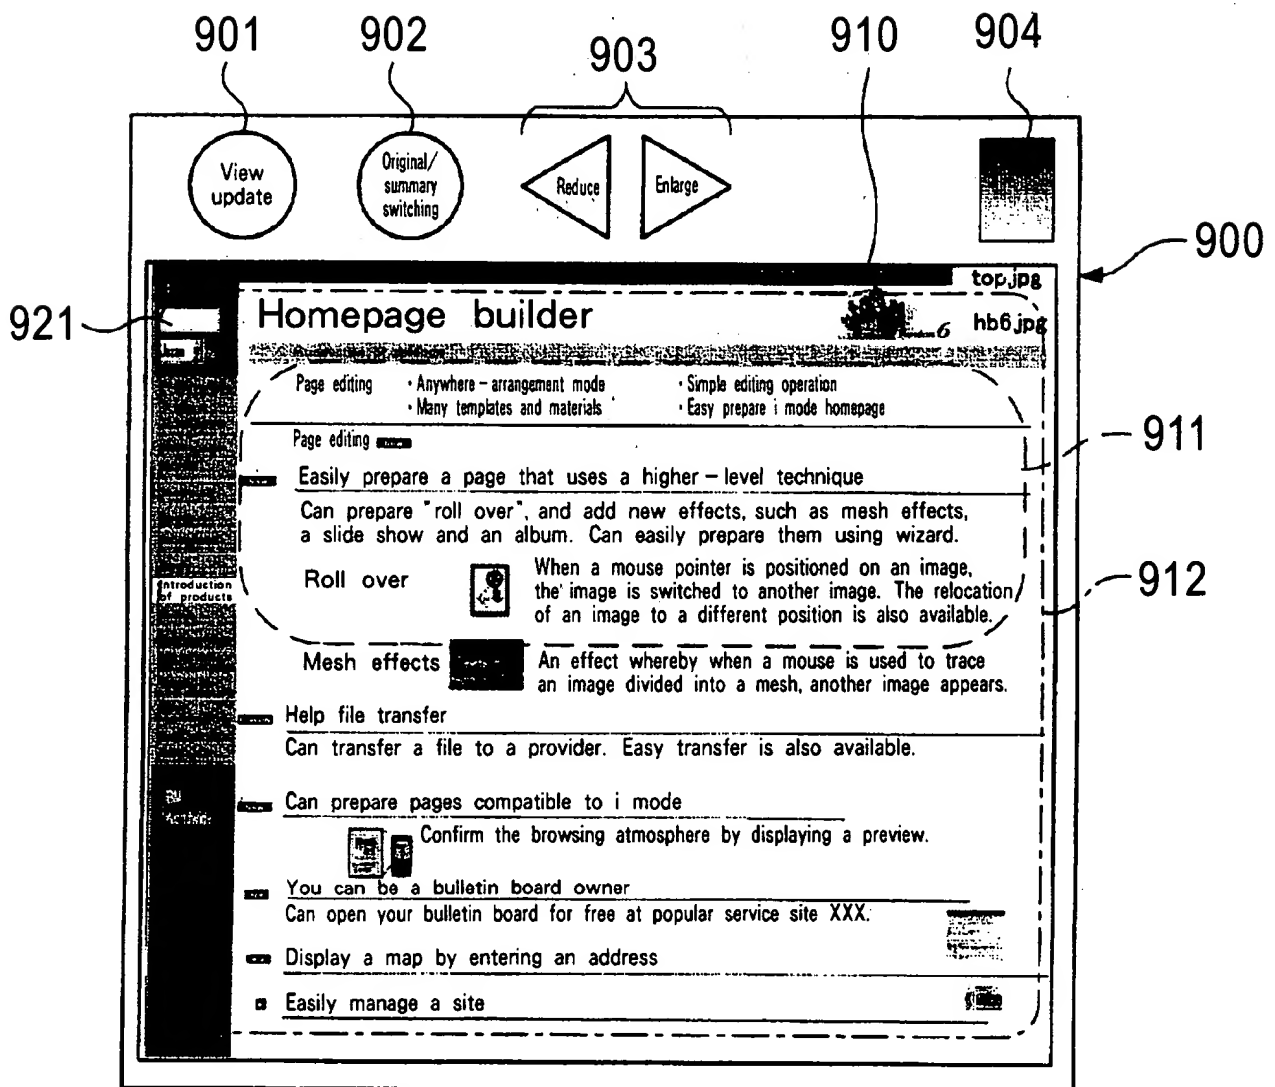 901
902
903
910
904
View
update
Original/
summary
switching
Reduce
Enlarge
900
top.jpg
921
Homepage builder
6
hb6 jpg
Page editing
· Anywhere – arrangement mode
· Simple editing operation
· Many templates and materials
· Easy prepare i mode homepage
Page editing
911
Easily prepare a page that uses a higher – level technique
Can prepare "roll over", and add new effects, such as mesh effects,
a slide show and an album. Can easily prepare them using wizard.
Roll over
When a mouse pointer is positioned on an image,
the image is switched to another image. The relocation
of an image to a different position is also available.
912
Introduction
of products
Mesh effects
An effect whereby when a mouse is used to trace
an image divided into a mesh, another image appears.
Help file transfer
Can transfer a file to a provider. Easy transfer is also available.
Can prepare pages compatible to i mode
Confirm the browsing atmosphere by displaying a preview.
You can be a bulletin board owner
Can open your bulletin board for free at popular service site XXX.
Display a map by entering an address
Easily manage a site